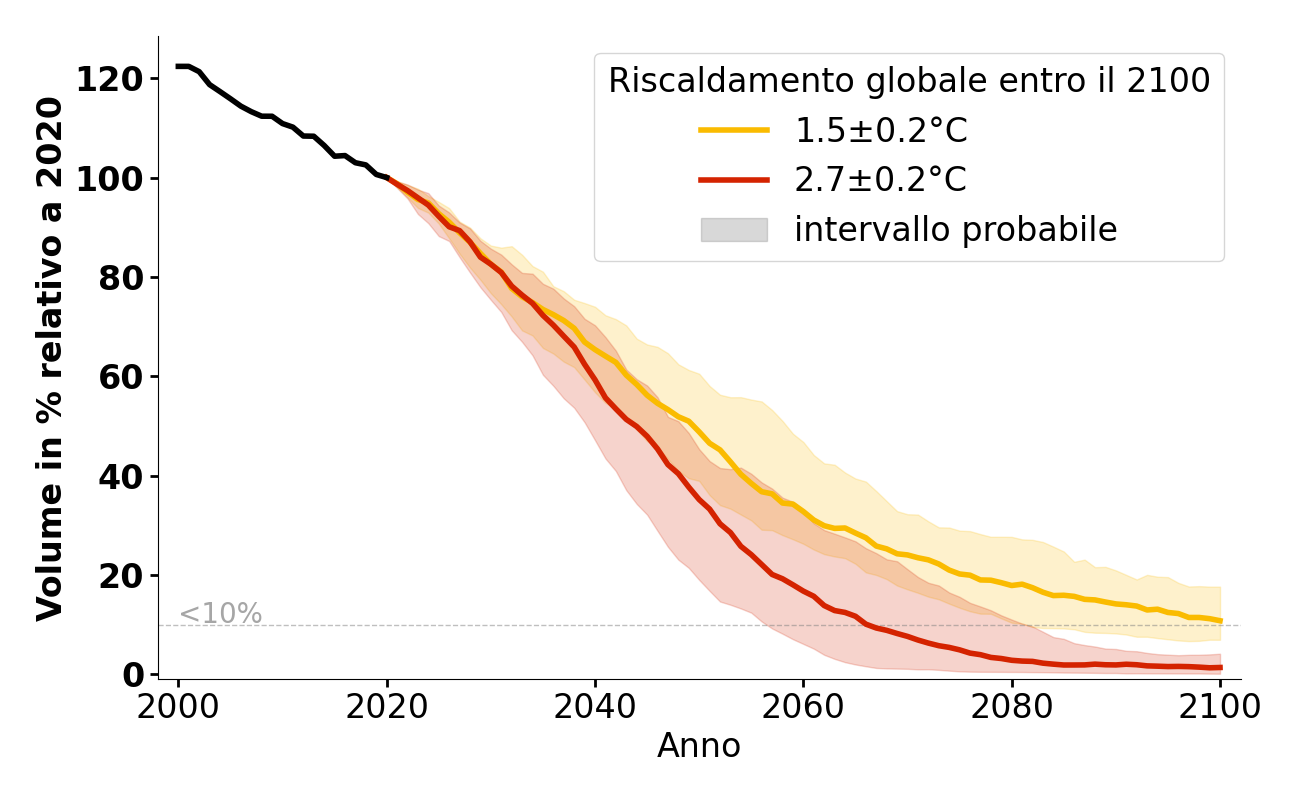 Volume in % relativo a 2020
120
100
80
60
40
20
0
<10%
Riscaldamento globale entro il 2100
1.5±0.2°C
2.7±0.2°C
intervallo probabile
2000 2020 2040 2060 2080 2100
Anno